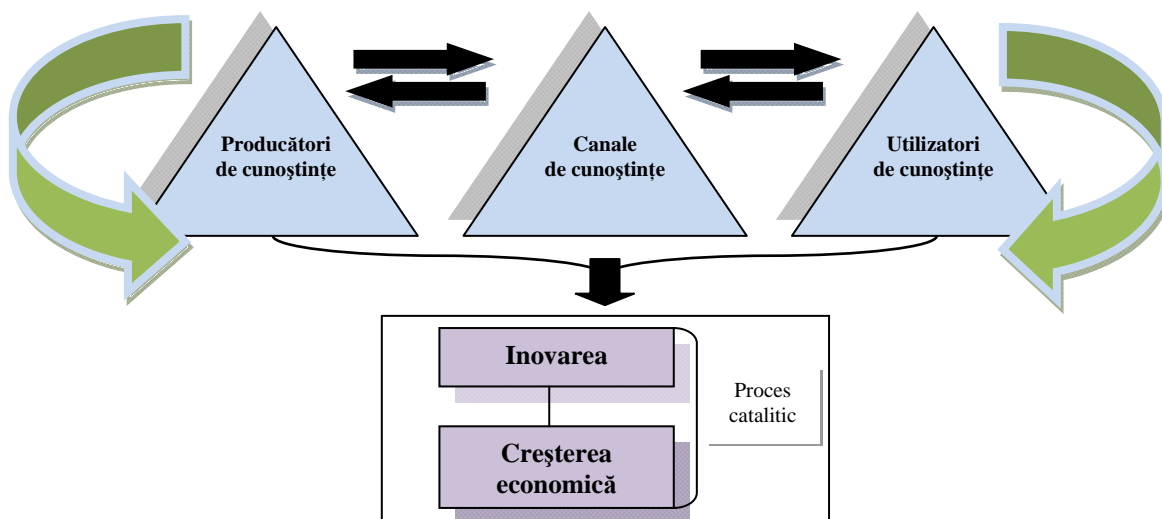 Producători
de cunoştinţe
Canale
de cunoştinţe
Utilizatori
de cunoştinţe
Inovarea
Proces
catalitic
Creşterea
economică